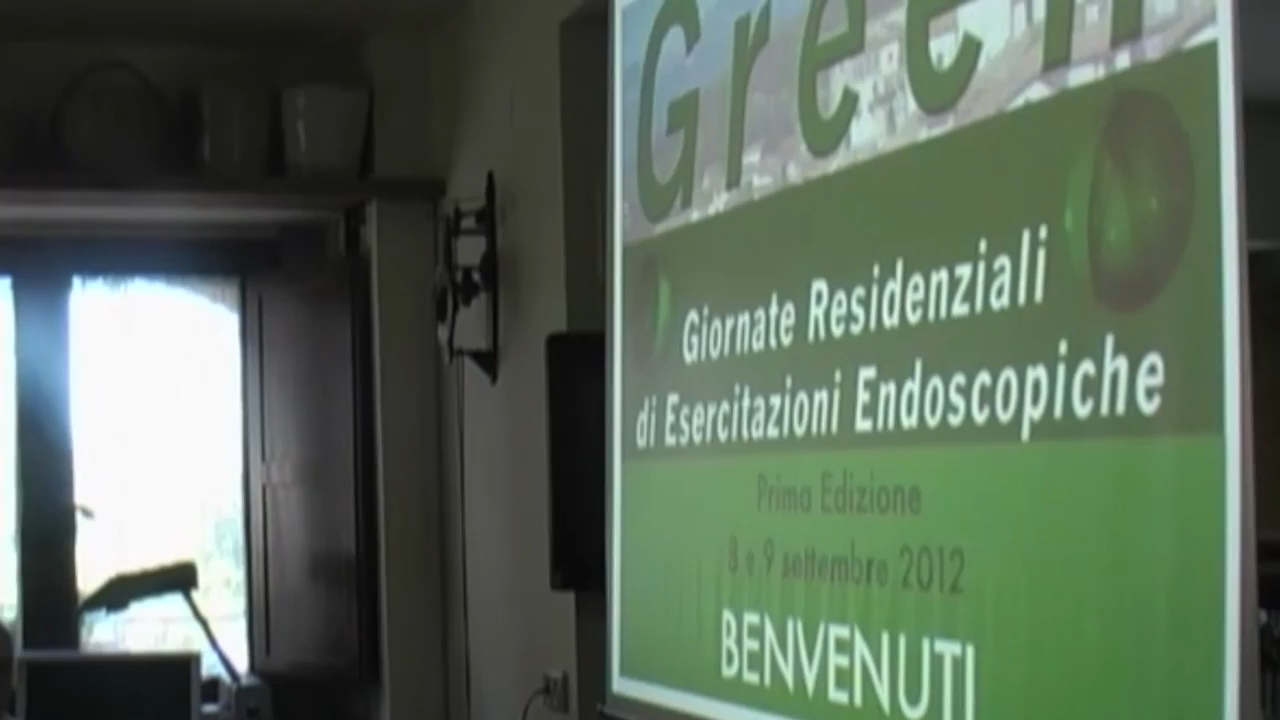 Green
Giornate Residenziali
di Esercitazioni Endoscopiche
Prima Edizione
8 e 9 settembre 2012
BENVENUTI